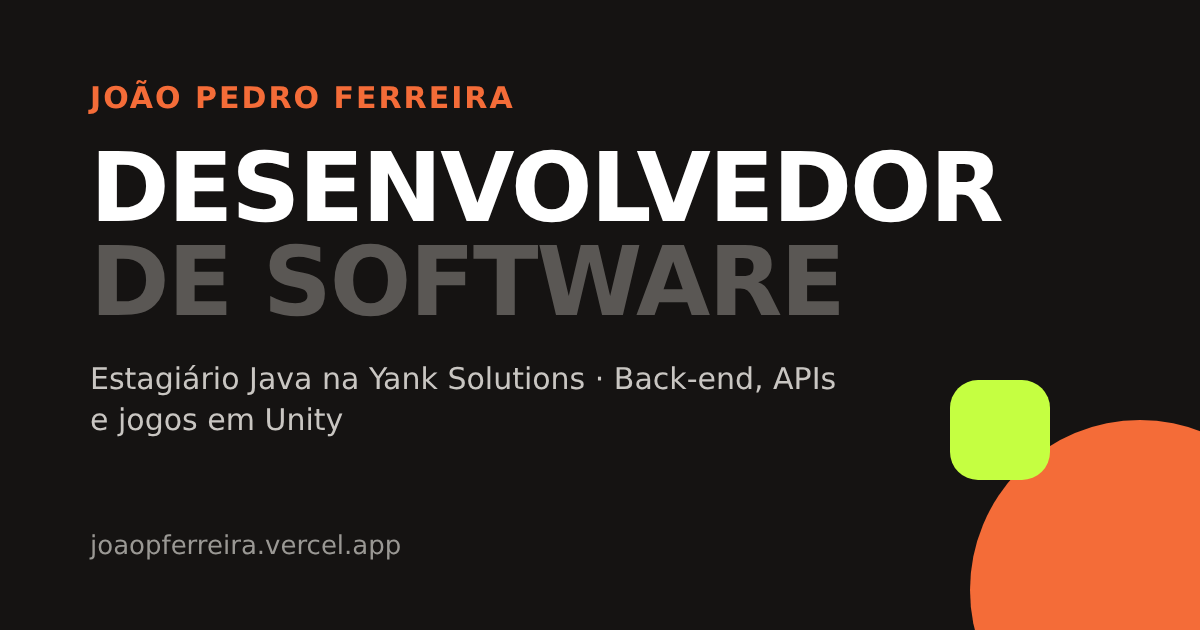 JOÃO PEDRO FERREIRA
DESENVOLVEDOR
DE SOFTWARE
Estagiário Java na Yank Solutions · Back-end, APIs
e jogos em Unity
joaopferreira.vercel.app